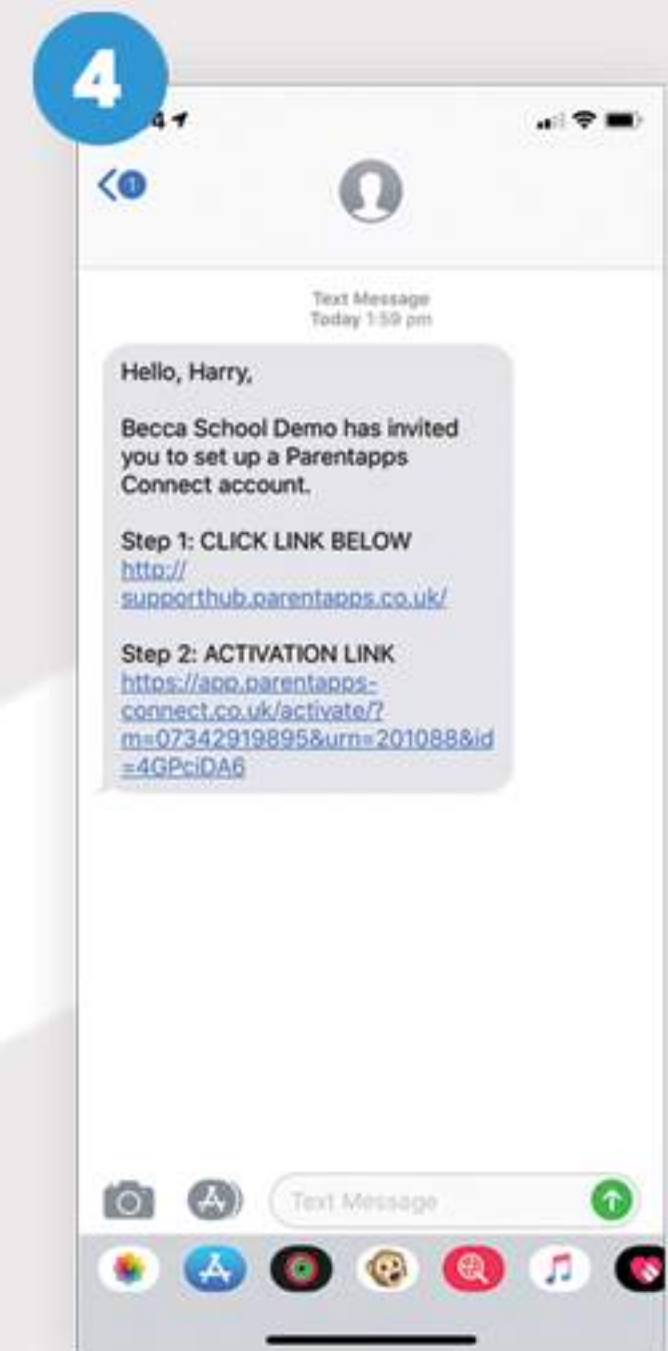 4
4
1
Text Message
Today 1:59 pm
Hello, Harry,
Becca School Demo has invited
you to set up a Parentapps
Connect account.
Step 1: CLICK LINK BELOW
http://
supporthub.parentapps.co.uk/
Step 2: ACTIVATION LINK
https://app.parentapps-
connect.co.uk/activate/?
m=07342919895&urn=201088&id
=4GPciDA6
Text Message